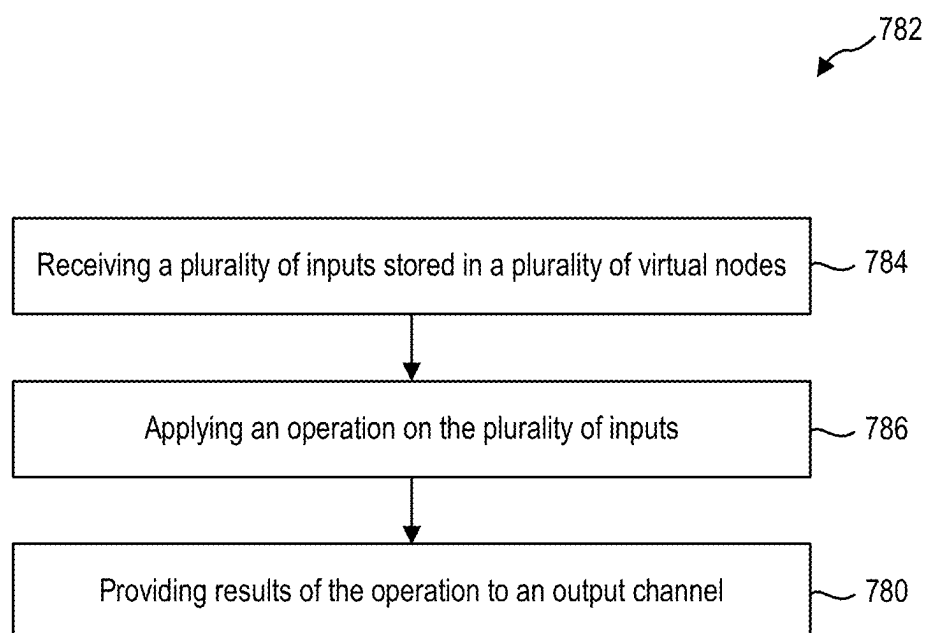 782
Receiving a plurality of inputs stored in a plurality of virtual nodes
784
Applying an operation on the plurality of inputs
786
Providing results of the operation to an output channel
780